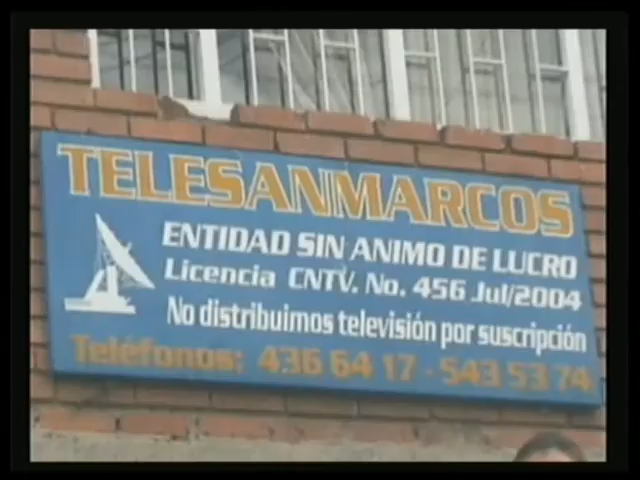 TELESANMARCOS
ENTIDAD SIN ANIMO DE LUCRO
Licencia CNTV. No. 456 Jul/2004
No distribuimos televisión por suscripción
Teléfonos: 436 64 17 - 543 53 74